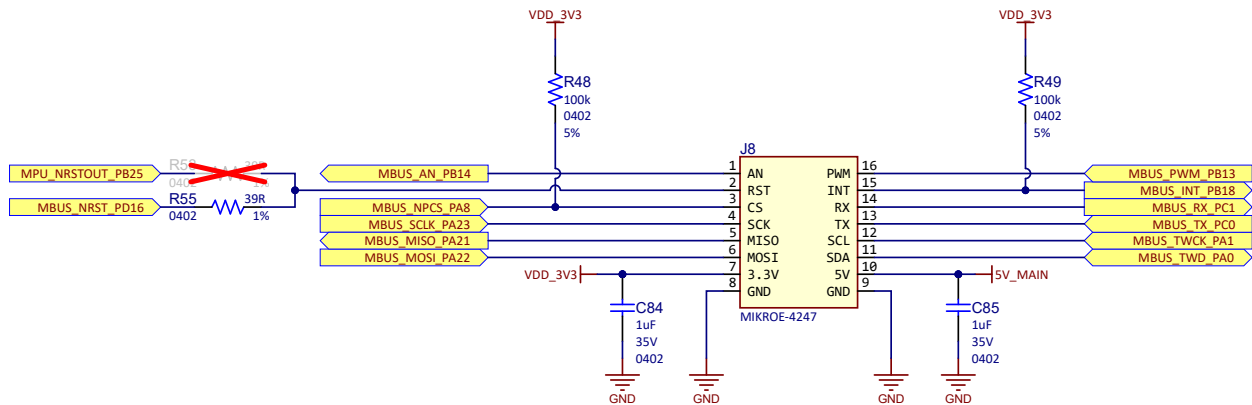 VDD_3V3
VDD_3V3
R48
100k
0402
5%
R49
100k
0402
5%
J8
MPU_NRSTOUT_PB25
0402
1%
MBUS_NRST_PD16
R55
0402
39R
1%
MBUS_AN_PB14
MBUS_NPCS_PA8
MBUS_SCLK_PA23
MBUS_MISO_PA21
MBUS_MOSI_PA22
1 AN PWM 16
2 RST INT 15
3 CS RX 14
4 SCK TX 13
5 MISO SCL 12
6 MOSI SDA 11
7 3.3V 5V 10
8 GND GND 9
MIKROE-4247
MBUS_PWM_PB13
MBUS_INT_PB18
MBUS_RX_PC1
MBUS_TX_PC0
MBUS_TWCK_PA1
MBUS_TWD_PA0
VDD_3V3
5V_MAIN
C84
1uF
35V
0402
C85
1uF
35V
0402
GND
GND
GND
GND